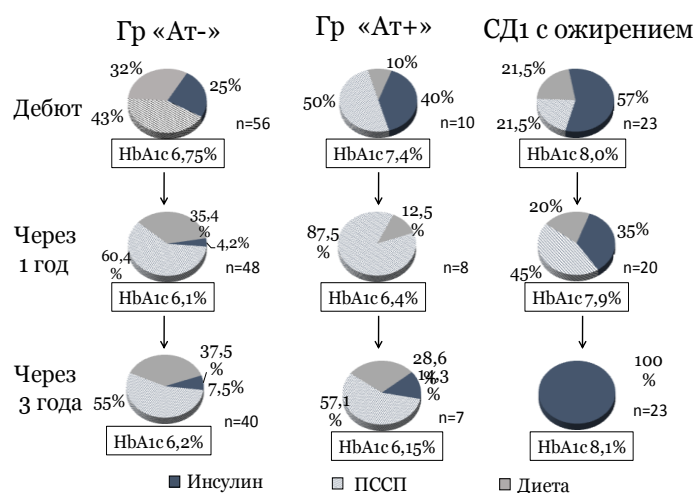 Гр «Ат-»
Гр «Ат+»
СД1 с ожирением
Дебют
32%
25%
43%
n=56
HbA1c 6,75%
10%
50%
40%
n=10
HbA1c 7,4%
21,5%
57%
21,5%
n=23
HbA1c 8,0%
Через
1 год
35,4
%
4,2%
60,4
%
n=48
HbA1c 6,1%
12,5
%
87,5
%
n=8
HbA1c 6,4%
20%
35%
45%
n=20
HbA1c 7,9%
Через
3 года
37,5
%
7,5%
55%
n=40
HbA1c 6,2%
28,6
%
14,3
%
57,1
%
n=7
HbA1c 6,15%
100
%
n=23
HbA1c 8,1%
Инсулин
ПССП
Диета